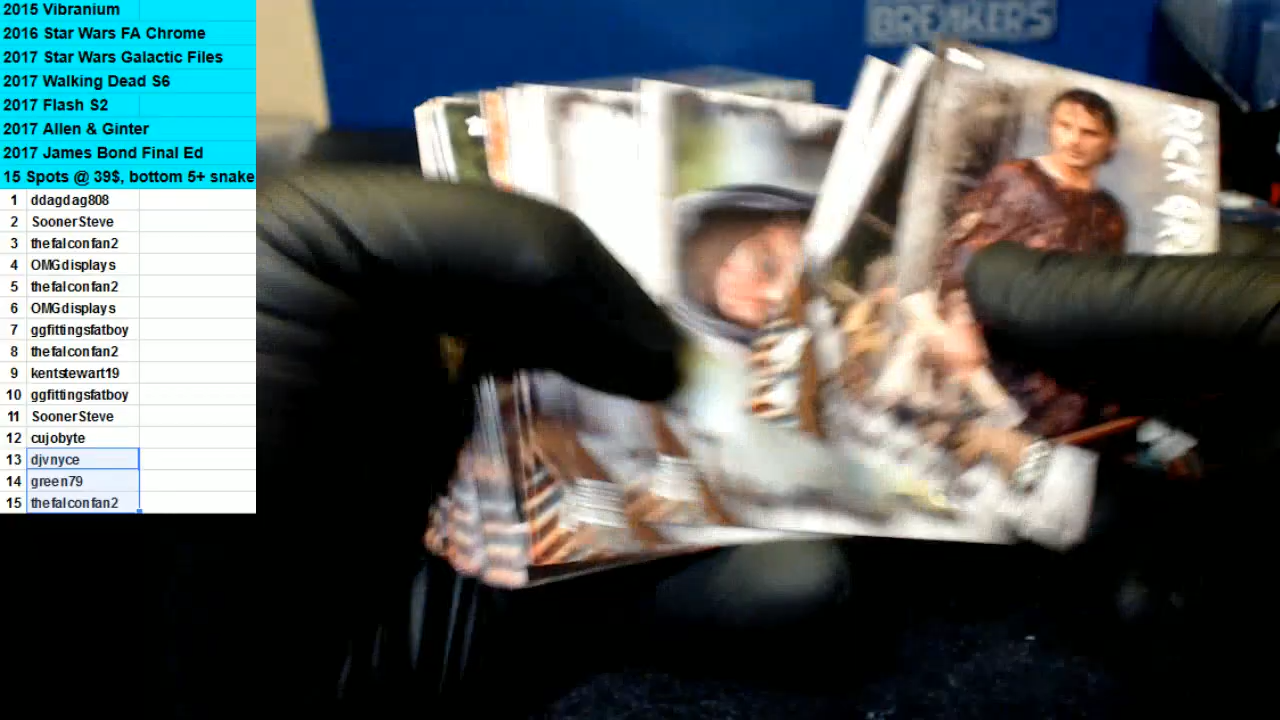 2015 Vibranium
2016 Star Wars FA Chrome
2017 Star Wars Galactic Files
2017 Walking Dead S6
2017 Flash S2
2017 Allen & Ginter
2017 James Bond Final Ed
15 Spots @ 39$, bottom 5+ snake
1 ddagdag808
2 SoonerSteve
3 thefalconfan2
4 OMGdisplays
5 thefalconfan2
6 OMGdisplays
7 ggfittingsfatboy
8 thefalconfan2
9 kentstewart19
10 ggfittingsfatboy
11 SoonerSteve
12 cujobyte
13 djvnyce
14 green79
15 thefalconfan2
BREAKERS
RICK GR